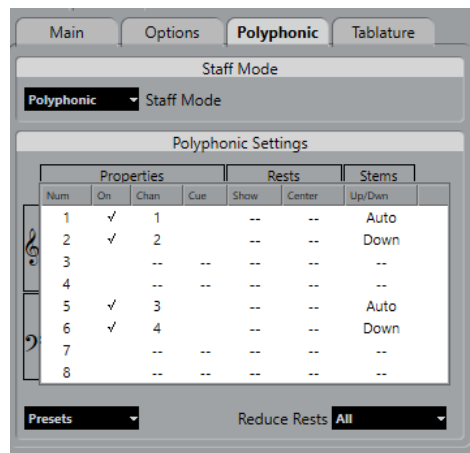 Main Options Polyphonic Tablature
Staff Mode
Polyphonic Staff Mode
Polyphonic Settings
Properties Rests Stems
Num On Chan Cue Show Center Up/Dwn
1 √ 1 -- -- Auto
2 √ 2 -- -- Down
3 -- -- -- -- --
4 -- -- -- -- --
5 √ 3 -- -- Auto
6 √ 4 -- -- Down
7 -- -- -- -- --
8 -- -- -- -- --
Presets Reduce Rests All